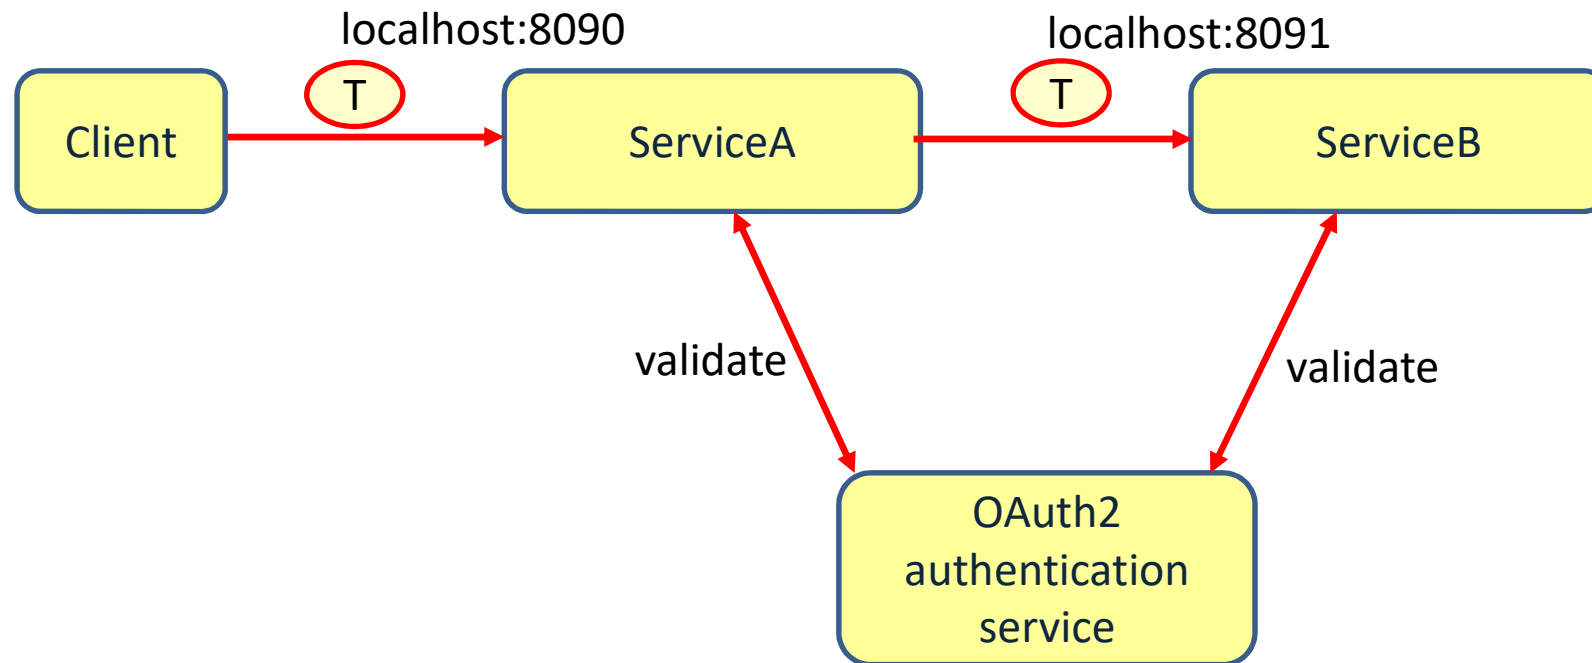 localhost:8090
localhost:8091
T
T
Client
ServiceA
ServiceB
validate
validate
OAuth2
authentication
service